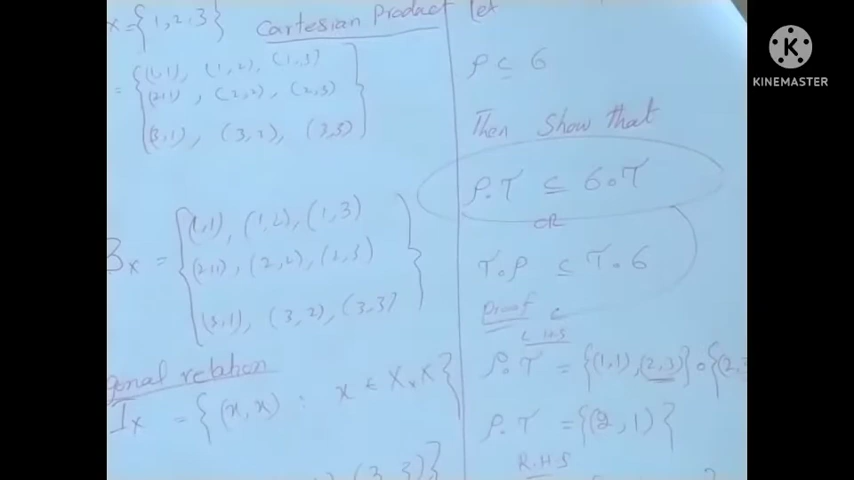 x = {1, 2, 3}
Cartesian Product
= {(1,1), (1,2), (1,3)
(2,1), (2,2), (2,3)
(3,1), (3,2), (3,3)}
Bx = {(1,1), (1,2), (1,3)
(2,1), (2,2), (2,3)
(3,1), (3,2), (3,3)}
gonal relation
Ix = {(x,x) : x ∈ X×X}
(3,3)}
let
ρ ⊆ б
Then Show that
ρ∘τ ⊆ б∘τ
OR
τ∘ρ ⊆ τ∘б
Proof
L.H.S
ρ∘τ = {(1,1),(2,3)}∘{(2,
ρ∘τ = {(2,1)}
R.H.S
K
KINEMASTER